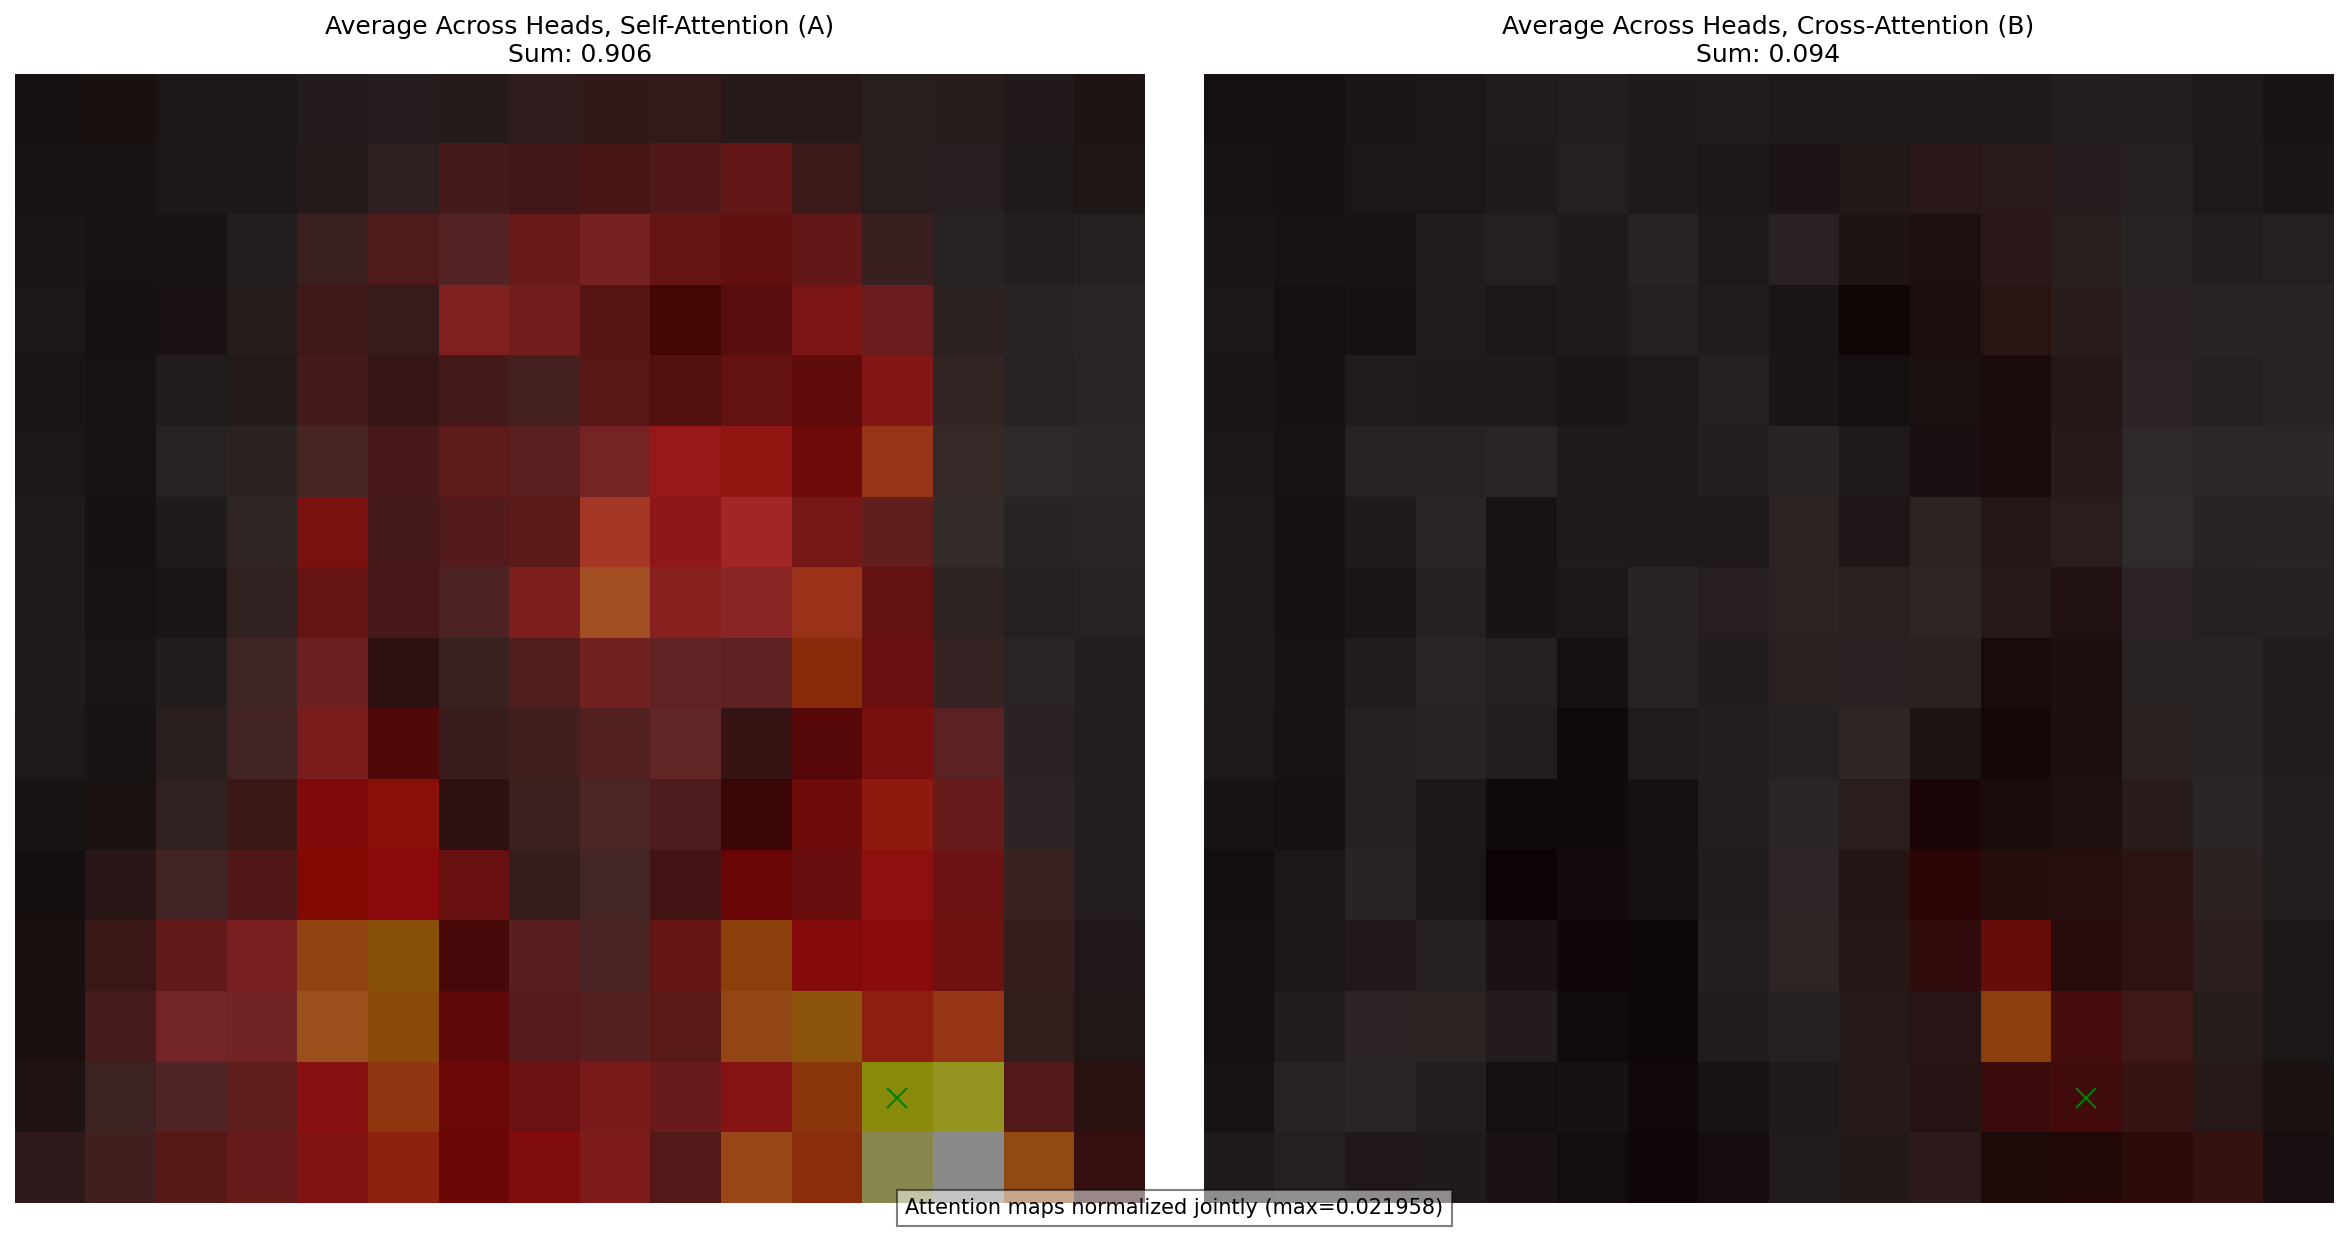 Average Across Heads, Self-Attention (A)
Sum: 0.906
Average Across Heads, Cross-Attention (B)
Sum: 0.094
Attention maps normalized jointly (max=0.021958)